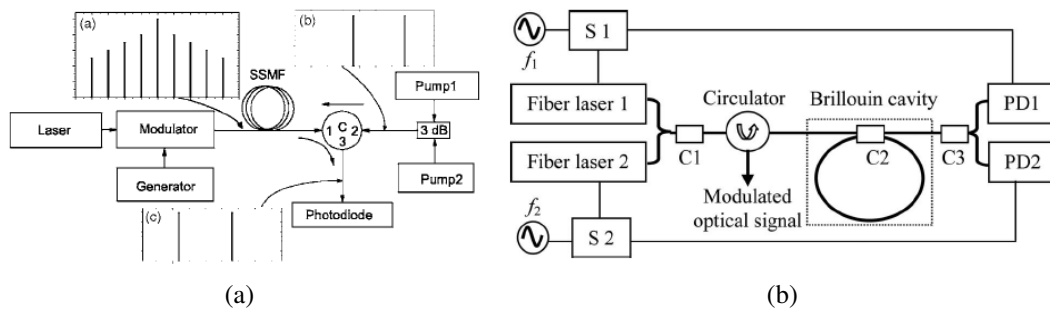 (a)
(b)
SSMF
Pump1
Laser
Modulator
1 C 2
3
3 dB
Generator
Pump2
(c)
Photodiode
(a)
f1
S 1
Fiber laser 1
Circulator
Brillouin cavity
PD1
Fiber laser 2
C1
C2
C3
PD2
Modulated
optical signal
f2
S 2
(b)